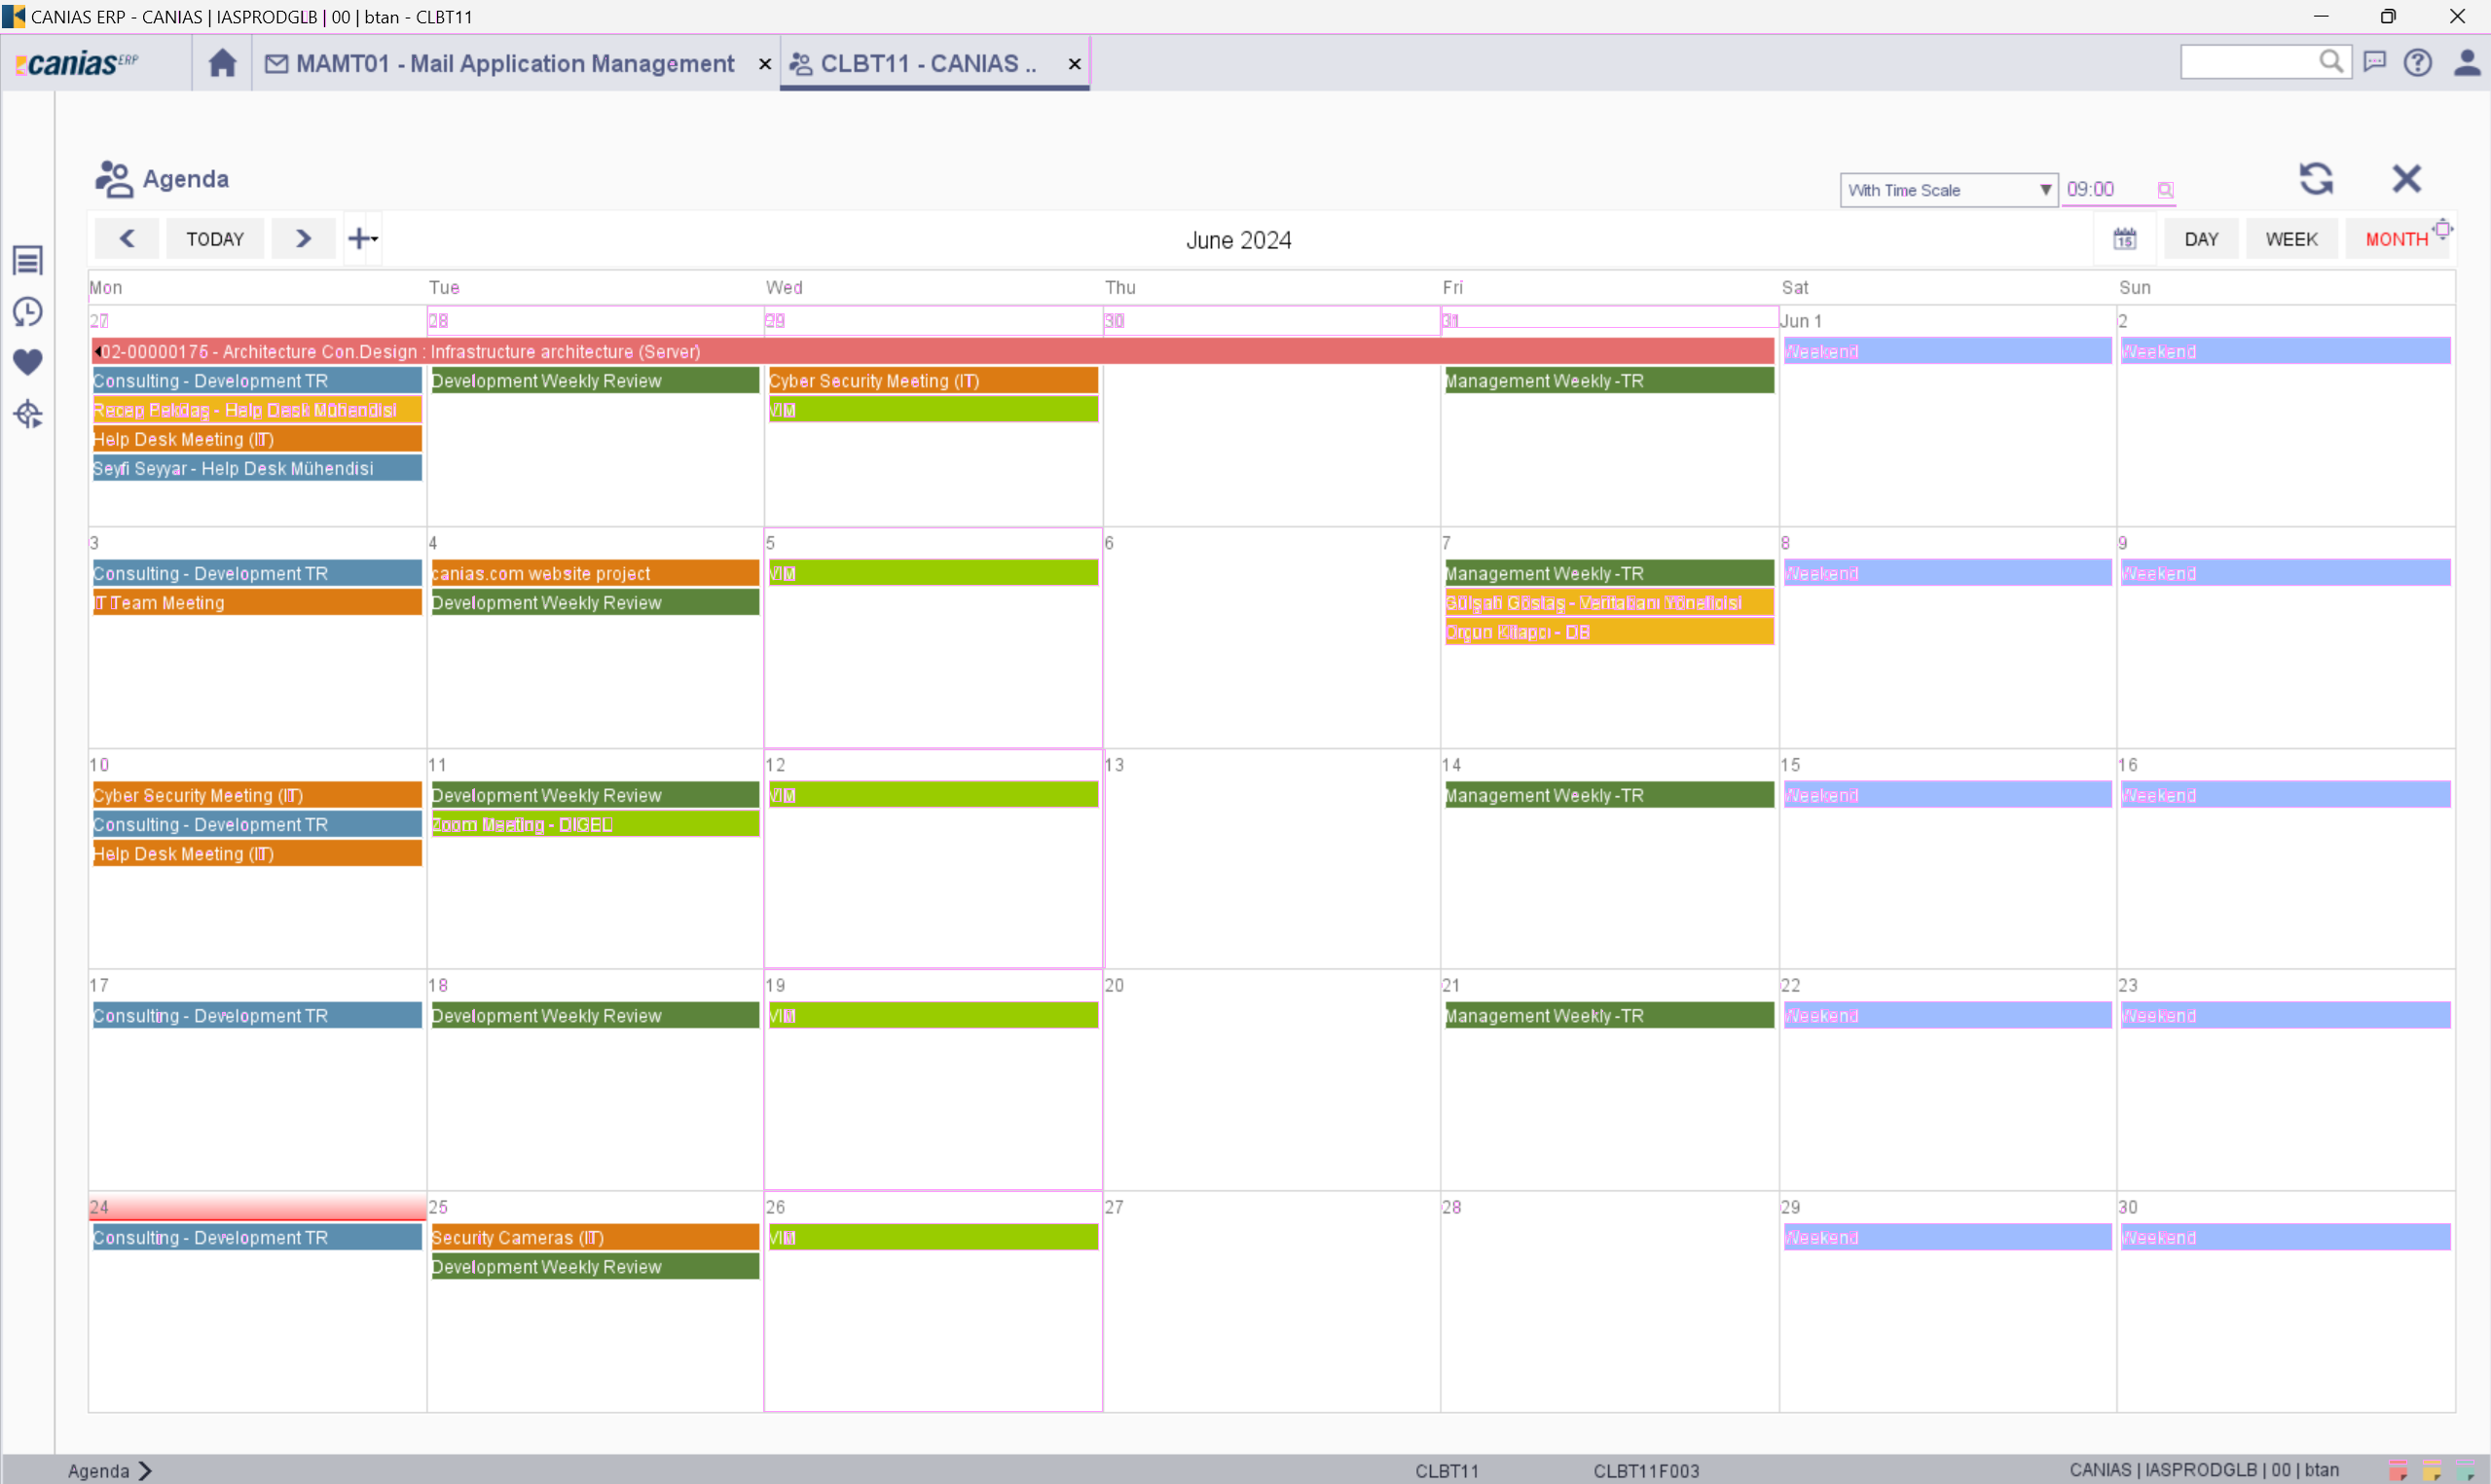 CANIAS ERP - CANIAS | IASPRODGLB | 00 | btan - CLBT11
canias ERP
MAMT01 - Mail Application Management
CLBT11 - CANIAS ..
Agenda
With Time Scale
09:00
TODAY
June 2024
15
DAY
WEEK
MONTH
Mon Tue Wed Thu Fri Sat Sun
27 28 29 30 31 Jun 1 2
02-00000175 - Architecture Con.Design : Infrastructure architecture (Server)
Weekend
Weekend
Consulting - Development TR
Development Weekly Review
Cyber Security Meeting (IT)
Management Weekly -TR
Recep Pekdaş - Help Desk Mühendisi
VIM
Help Desk Meeting (IT)
Seyfi Seyyar - Help Desk Mühendisi
3 4 5 6 7 8 9
Consulting - Development TR
canias.com website project
VIM
Management Weekly -TR
Weekend
Weekend
IT Team Meeting
Development Weekly Review
Gülşah Göstaş - Veritabanı Yöneticisi
Orçun Kitapcı - DB
10 11 12 13 14 15 16
Cyber Security Meeting (IT)
Development Weekly Review
VIM
Management Weekly -TR
Weekend
Weekend
Consulting - Development TR
Zoom Meeting - DIGEL
Help Desk Meeting (IT)
17 18 19 20 21 22 23
Consulting - Development TR
Development Weekly Review
VIM
Management Weekly -TR
Weekend
Weekend
24 25 26 27 28 29 30
Consulting - Development TR
Security Cameras (IT)
VIM
Weekend
Weekend
Development Weekly Review
Agenda
CLBT11
CLBT11F003
CANIAS | IASPRODGLB | 00 | btan